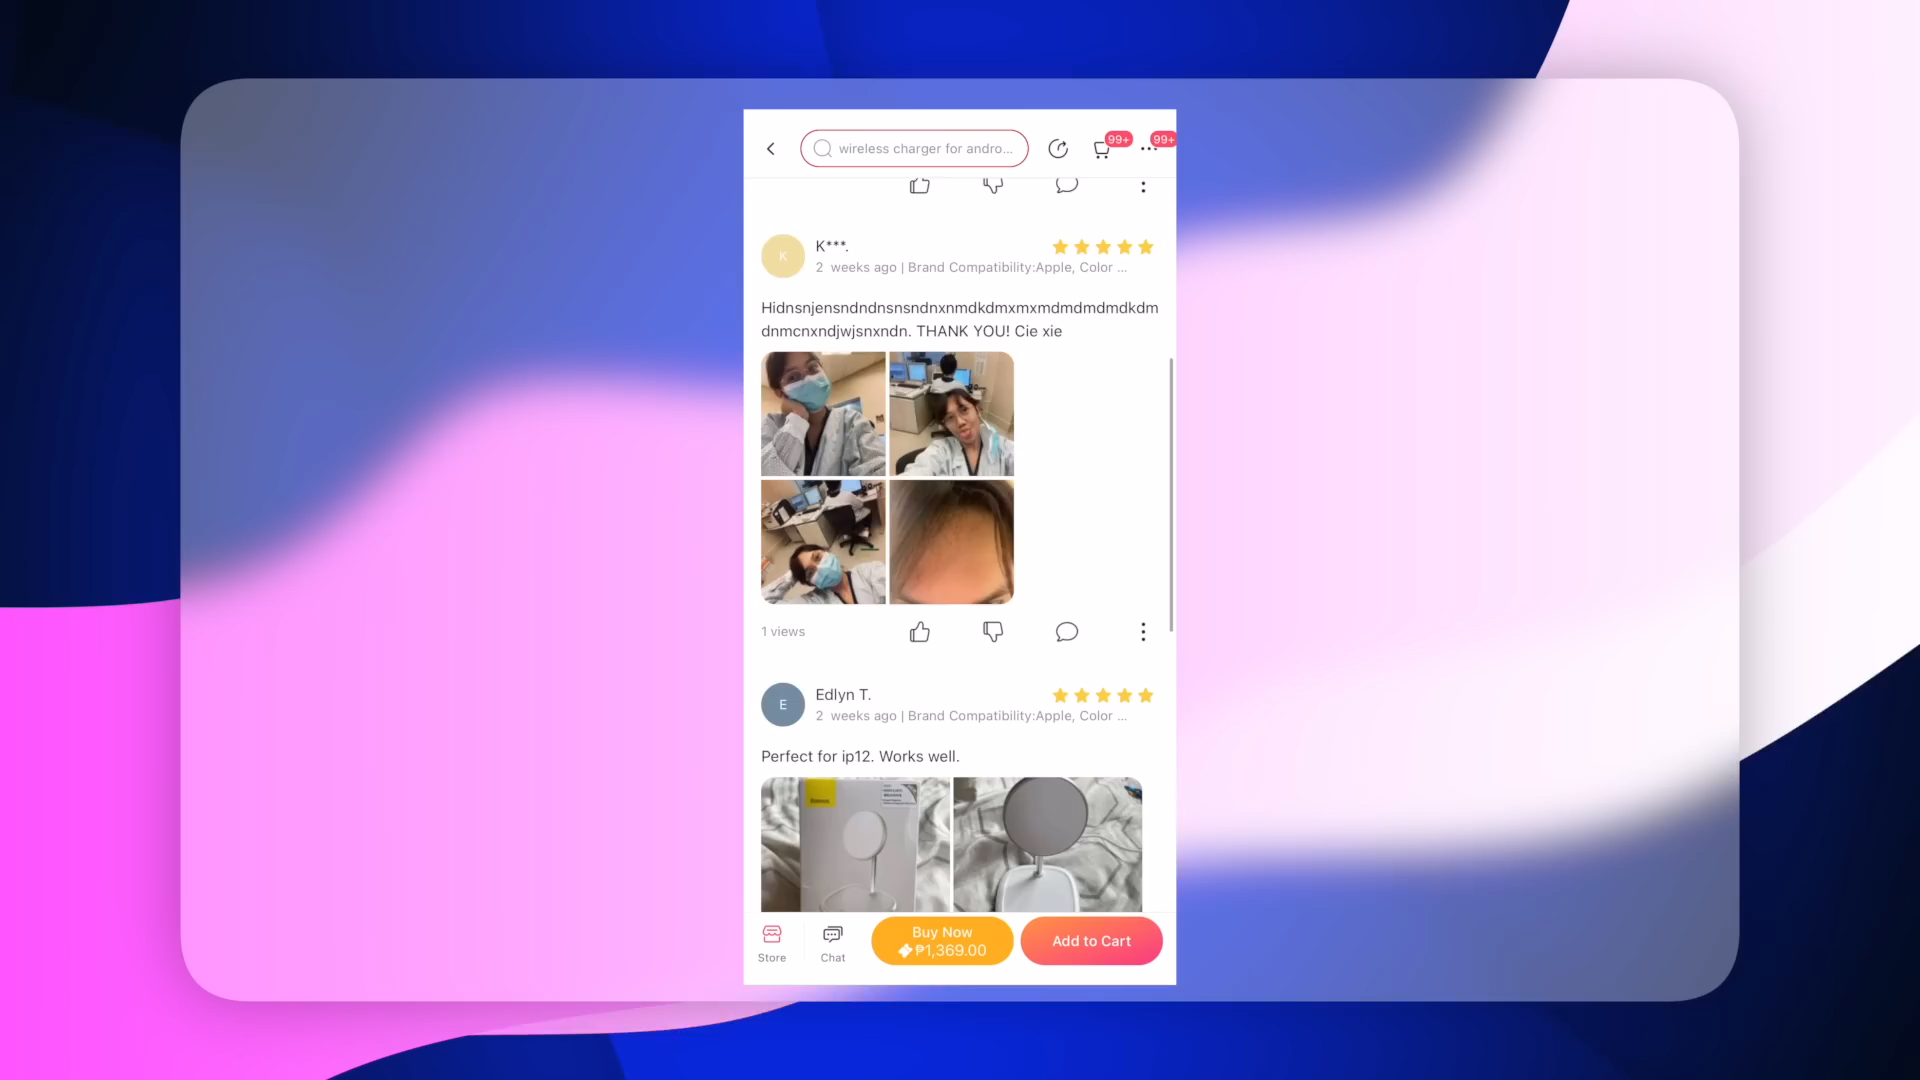 wireless charger for andro...
99+
99+
K
K***.
2 weeks ago | Brand Compatibility:Apple, Color ...
Hidnsnjensndndnsnsndnxnmdkdmxmxmdmdmdmdkdm
dnmcnxndjwjsnxndn. THANK YOU! Cie xie
1 views
E
Edlyn T.
2 weeks ago | Brand Compatibility:Apple, Color ...
Perfect for ip12. Works well.
Baseus
Store
Chat
Buy Now
₱1,369.00
Add to Cart